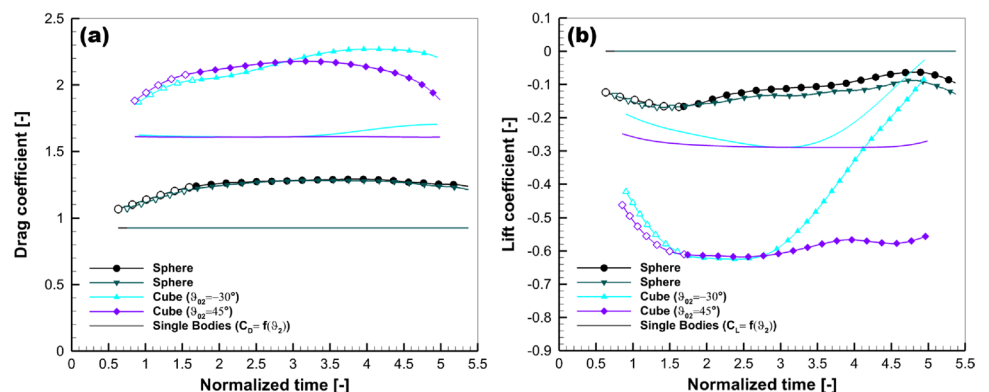 (a)
2.5
2
1.5
1
0.5
0
Drag coefficient [-]
Sphere
Sphere
Cube (ϑ₀₂=−30°)
Cube (ϑ₀₂=45°)
Single Bodies (C_D= f(ϑ₂))
0 0.5 1 1.5 2 2.5 3 3.5 4 4.5 5 5.5
Normalized time [-]
(b)
0.1
0
-0.1
-0.2
-0.3
-0.4
-0.5
-0.6
-0.7
-0.8
-0.9
Lift coefficient [-]
Sphere
Sphere
Cube (ϑ₀₂=−30°)
Cube (ϑ₀₂=45°)
Single Bodies (C_L= f(ϑ₂))
0 0.5 1 1.5 2 2.5 3 3.5 4 4.5 5 5.5
Normalized time [-]